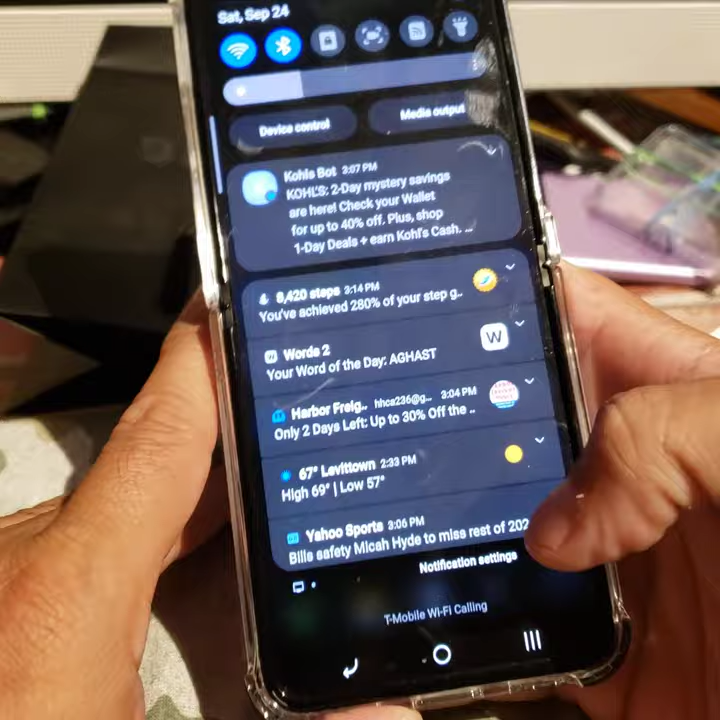 Sat, Sep 24
Device control
Media output
Kohls Bot 3:07 PM
KOHL'S: 2-Day mystery savings
are here! Check your Wallet
for up to 40% off. Plus, shop
1-Day Deals + earn Kohl's Cash. ...
8,420 steps 3:14 PM
You've achieved 280% of your step g..
Words 2
W
Your Word of the Day: AGHAST
Harbor Freig.. hhca236@g... 3:04 PM
Only 2 Days Left: Up to 30% Off the ..
67° Levittown 2:33 PM
High 69° | Low 57°
Yahoo Sports 3:06 PM
Bills safety Micah Hyde to miss rest of 202
Notification settings
T-Mobile Wi-Fi Calling